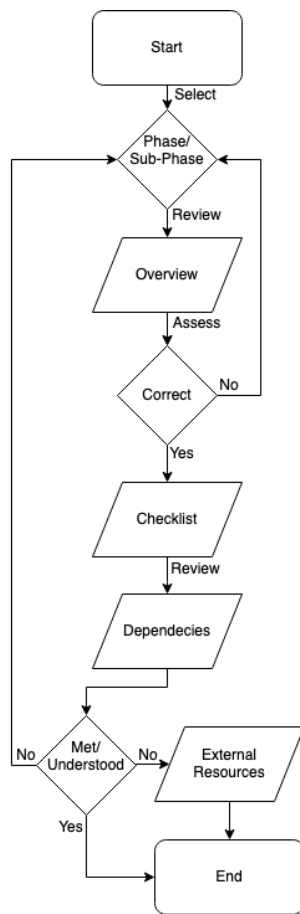 Start
Select
Phase/
Sub-Phase
Review
Overview
Assess
Correct
No
Yes
Checklist
Review
Dependecies
Met/
Understood
No
No
External
Resources
Yes
End